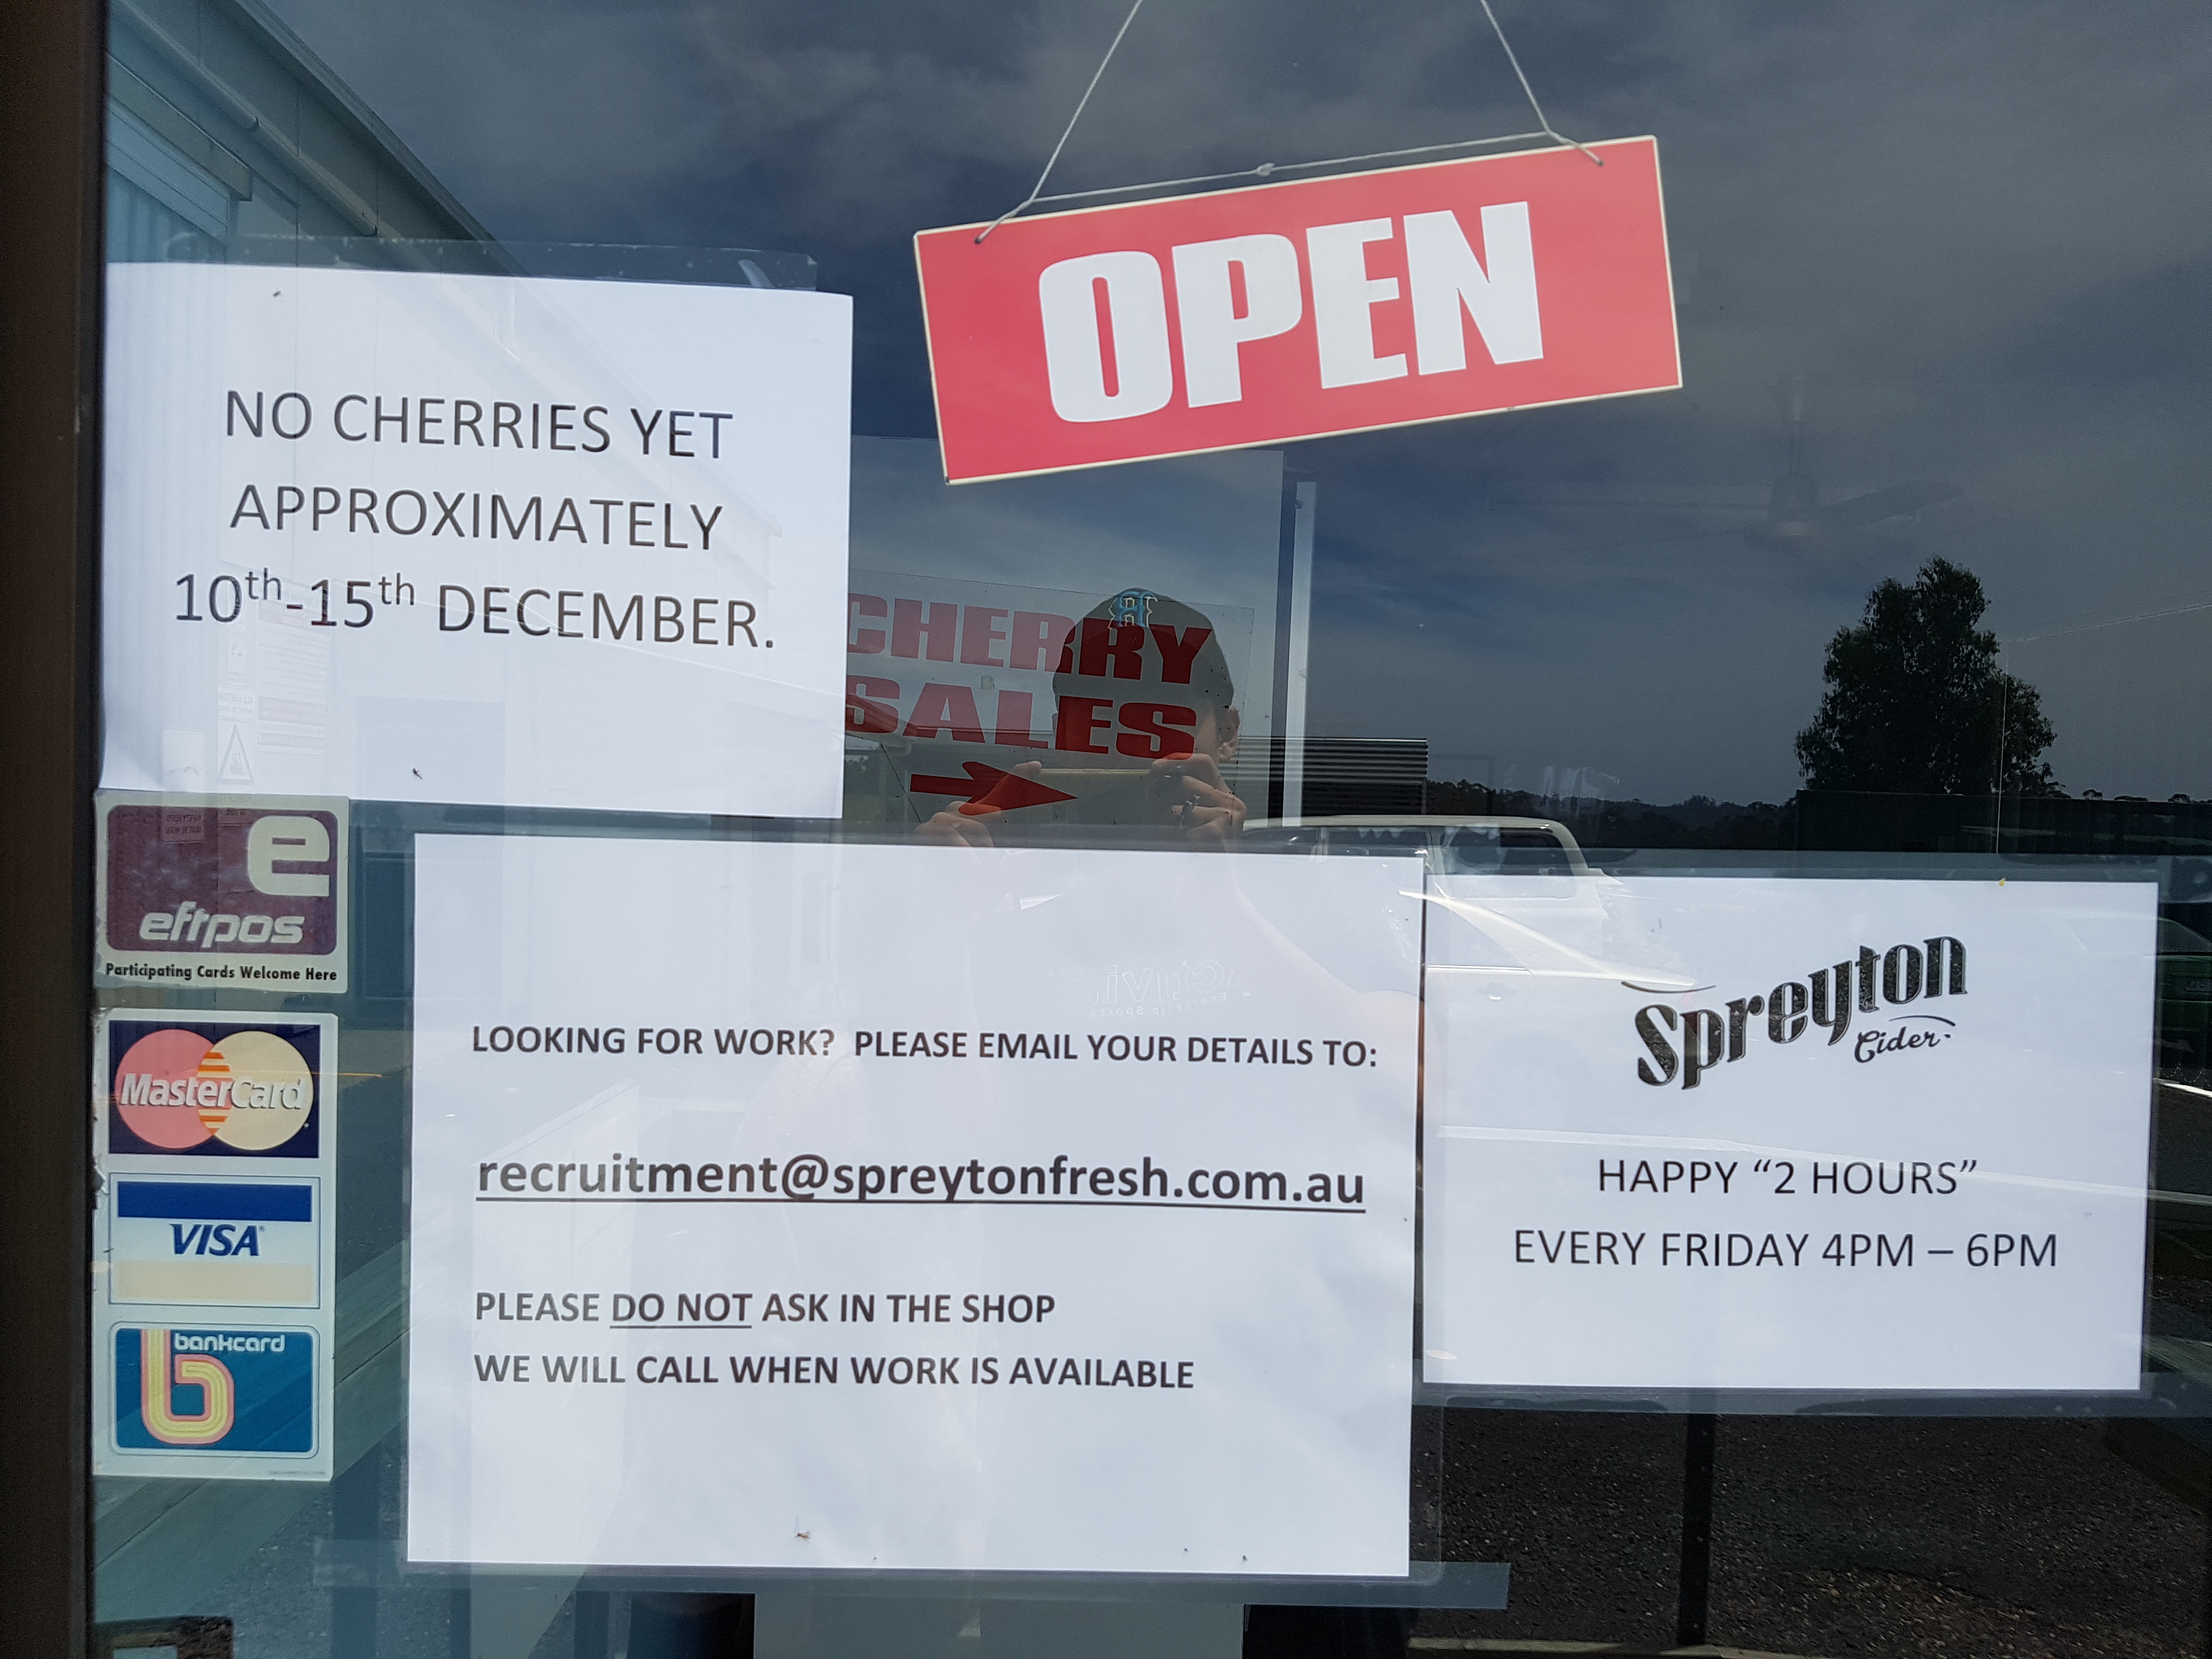 OPEN
NO CHERRIES YET
APPROXIMATELY
10th-15th DECEMBER.
CHERRY
SALES
e
eftpos
Participating Cards Welcome Here
MasterCard
VISA
bankcard
b
LOOKING FOR WORK?  PLEASE EMAIL YOUR DETAILS TO:
recruitment@spreytonfresh.com.au
PLEASE DO NOT ASK IN THE SHOP
WE WILL CALL WHEN WORK IS AVAILABLE
Spreyton
Cider
HAPPY “2 HOURS”
EVERY FRIDAY 4PM – 6PM